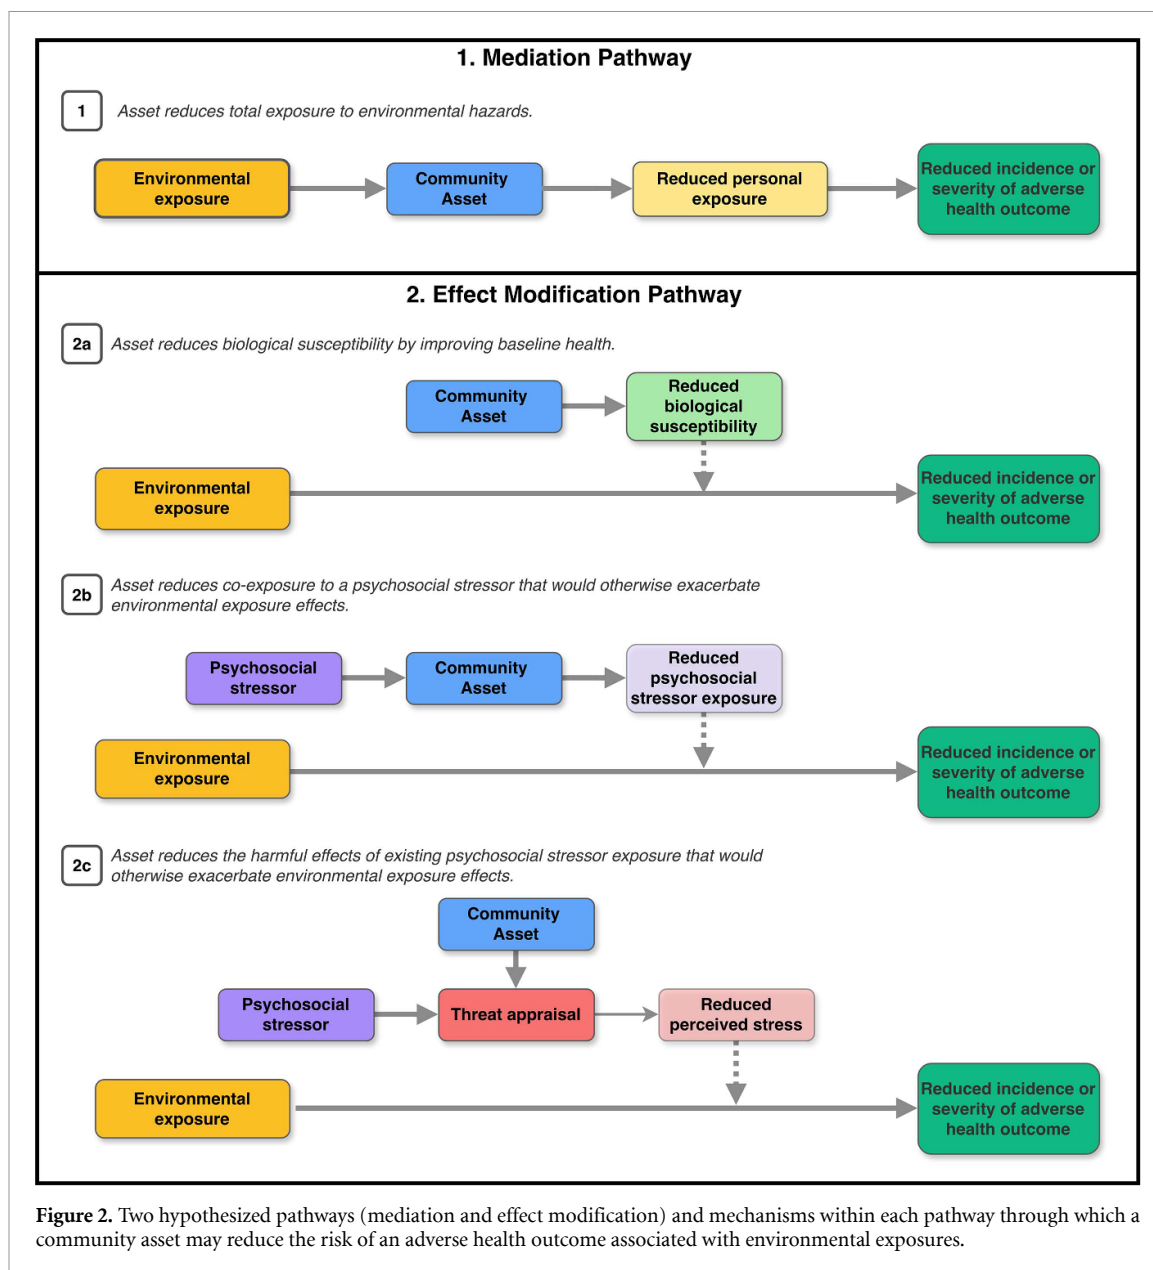 1. Mediation Pathway
1
Asset reduces total exposure to environmental hazards.
Environmental
exposure
Community
Asset
Reduced personal
exposure
Reduced incidence or
severity of adverse
health outcome
2. Effect Modification Pathway
2a
Asset reduces biological susceptibility by improving baseline health.
Community
Asset
Reduced
biological
susceptibility
Environmental
exposure
Reduced incidence or
severity of adverse
health outcome
2b
Asset reduces co-exposure to a psychosocial stressor that would otherwise exacerbate
environmental exposure effects.
Psychosocial
stressor
Community
Asset
Reduced
psychosocial
stressor exposure
Environmental
exposure
Reduced incidence or
severity of adverse
health outcome
2c
Asset reduces the harmful effects of existing psychosocial stressor exposure that would
otherwise exacerbate environmental exposure effects.
Community
Asset
Psychosocial
stressor
Threat appraisal
Reduced
perceived stress
Environmental
exposure
Reduced incidence or
severity of adverse
health outcome
Figure 2. Two hypothesized pathways (mediation and effect modification) and mechanisms within each pathway through which a
community asset may reduce the risk of an adverse health outcome associated with environmental exposures.